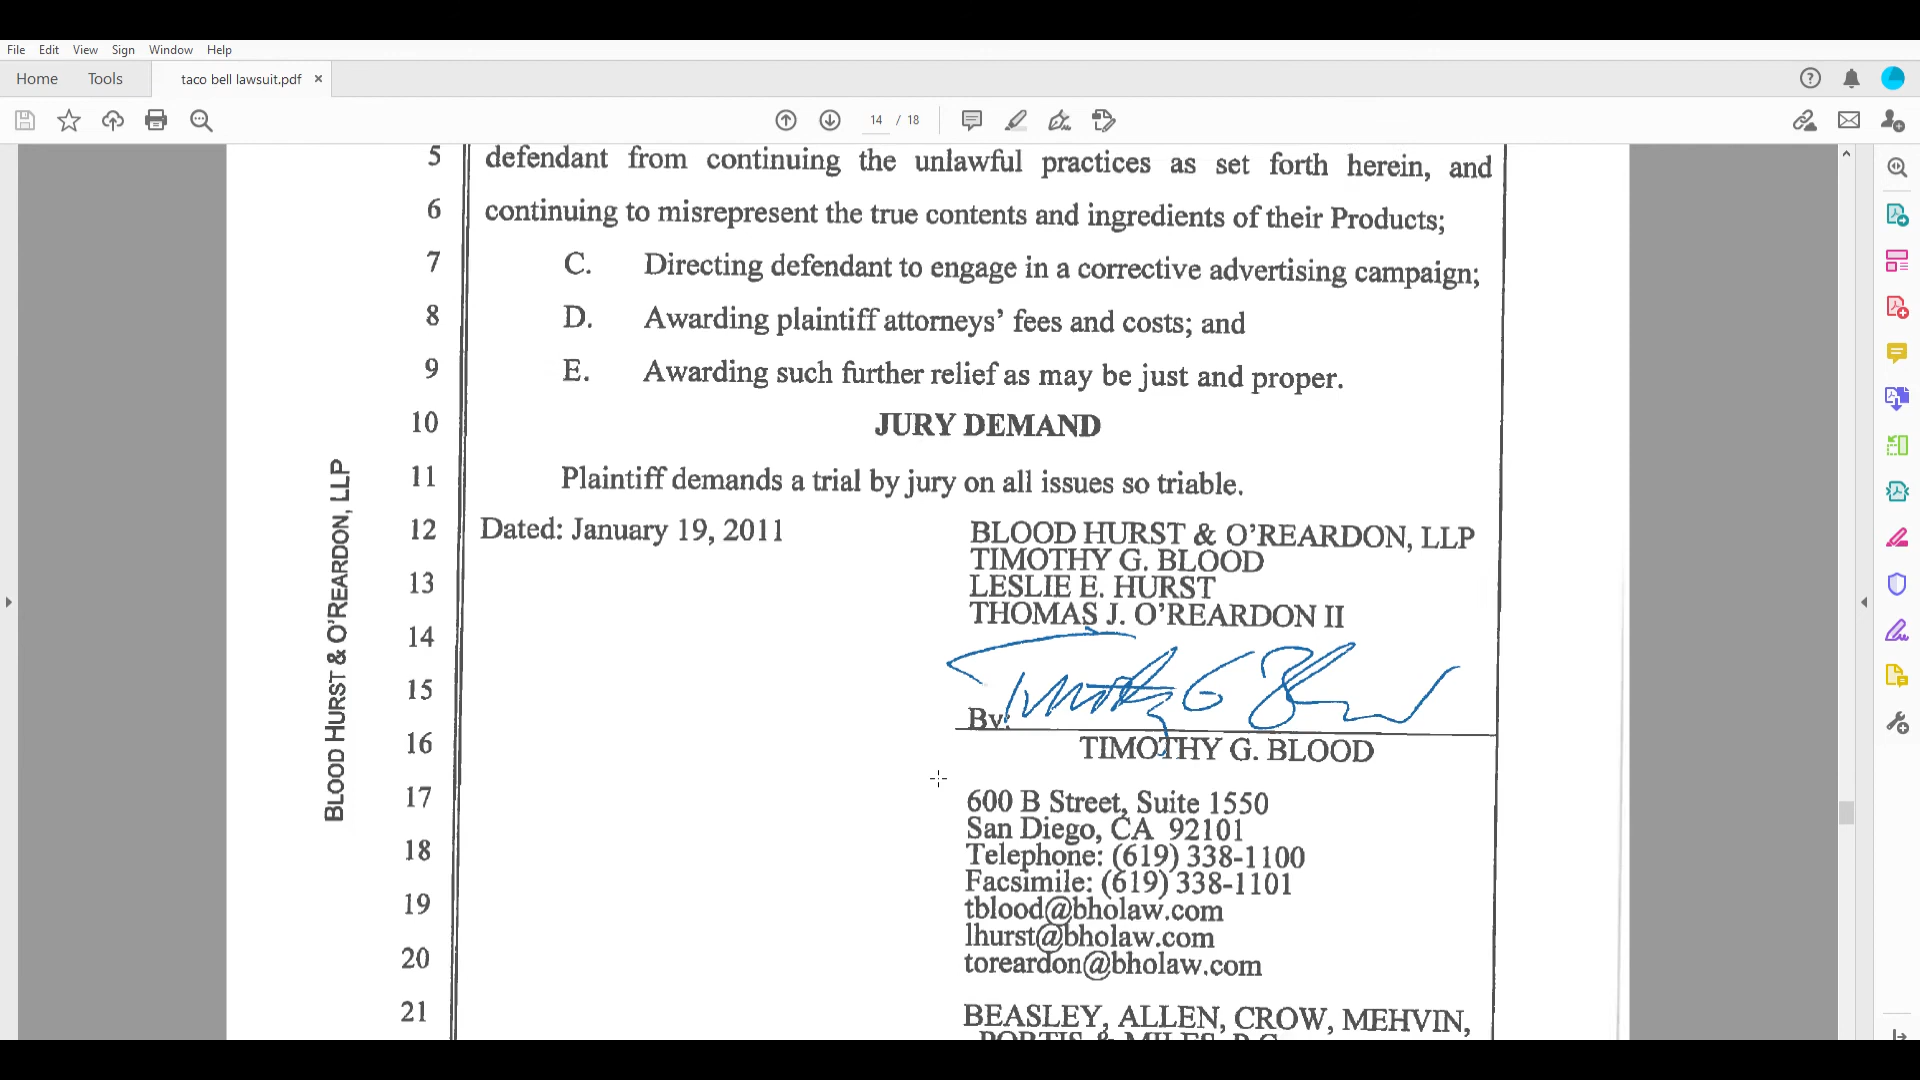 File Edit View Sign Window Help
Home Tools taco bell lawsuit.pdf ×
14 / 18
5 defendant from continuing the unlawful practices as set forth herein, and
6 continuing to misrepresent the true contents and ingredients of their Products;
7 C. Directing defendant to engage in a corrective advertising campaign;
8 D. Awarding plaintiff attorneys’ fees and costs; and
9 E. Awarding such further relief as may be just and proper.
10 JURY DEMAND
11 Plaintiff demands a trial by jury on all issues so triable.
12 Dated: January 19, 2011 BLOOD HURST & O’REARDON, LLP
TIMOTHY G. BLOOD
13 LESLIE E. HURST
THOMAS J. O’REARDON II
14
15 Timothy G Blood
By:
16 TIMOTHY G. BLOOD
17 600 B Street, Suite 1550
San Diego, CA 92101
18 Telephone: (619) 338-1100
Facsimile: (619) 338-1101
19 tblood@bholaw.com
lhurst@bholaw.com
20 toreardon@bholaw.com
21 BEASLEY, ALLEN, CROW, MEHVIN,
PORTIS & MILES, P.C.
BLOOD HURST & O’REARDON, LLP